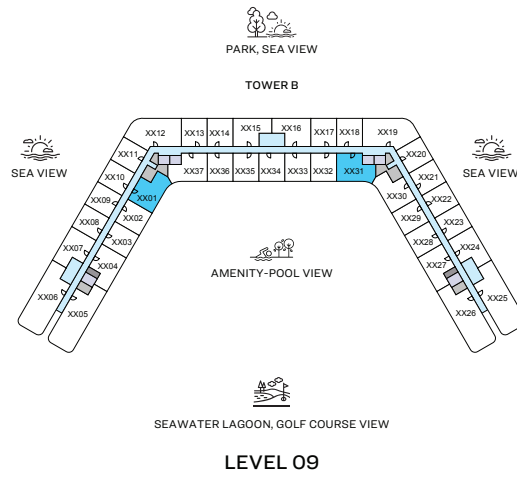 PARK, SEA VIEW
TOWER B
XX12
XX13
XX14
XX15
XX16
XX17
XX18
XX19
XX11
XX37
XX36
XX35
XX34
XX33
XX32
XX31
XX20
SEA VIEW
SEA VIEW
XX10
XX01
XX30
XX21
XX09
XX02
XX29
XX22
XX08
XX03
XX28
XX23
XX07
XX04
XX27
XX24
XX06
XX05
XX26
XX25
AMENITY-POOL VIEW
SEAWATER LAGOON, GOLF COURSE VIEW
LEVEL 09